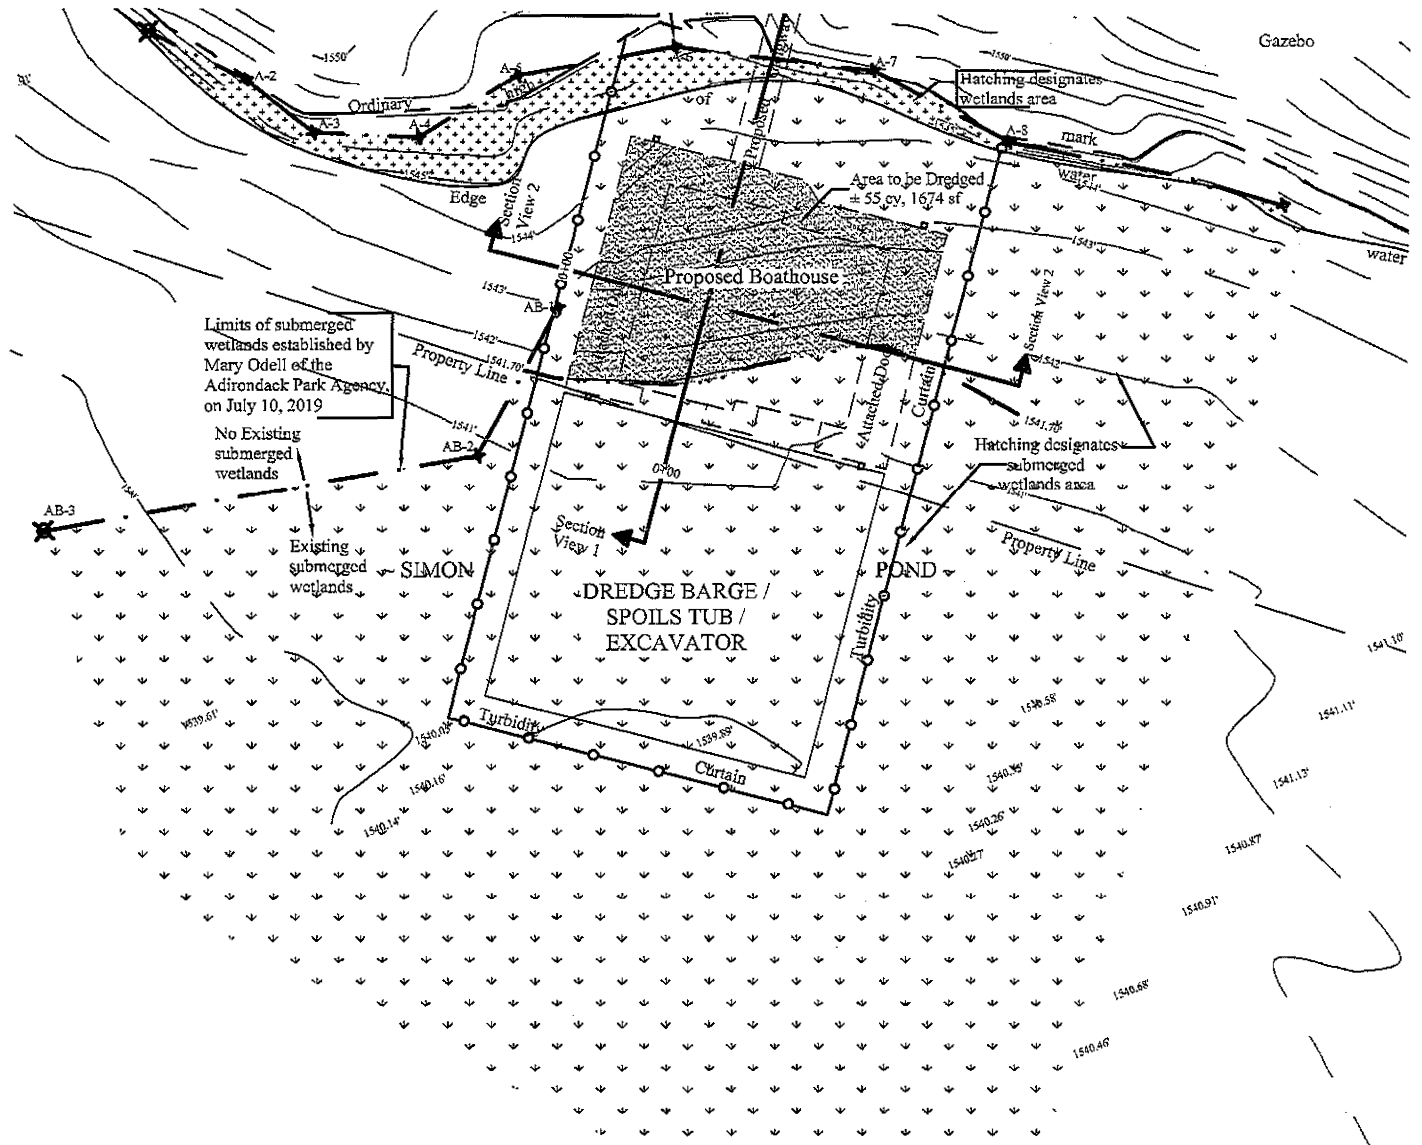 Gazebo
1550'
1550'
A-2
A-7
Hatching designates
wetlands area
Ordinary
high
of
A-3
A-4
A-8
mark
water
1545'
Edge
Section
View 2
Proposed
Area to be Dredged
± 55 cy, 1674 sf
1544'
1543'
water
0+00
Proposed Boathouse
1543'
AB-1
Section View 2
Limits of submerged
wetlands established by
Mary Odell of the
Adirondack Park Agency,
on July 10, 2019
1542'
1541.70'
Property Line
1542'
Attached Do
Curtain
1541.70'
1541'
No Existing
submerged
wetlands
AB-2
Hatching designates
submerged
wetlands area
0+00
1541'
AB-3
Section
View 1
Property Line
Existing
submerged
wetlands
~ SIMON
POND
DREDGE BARGE /
SPOILS TUB /
EXCAVATOR
Turbidity
1541.10'
1539.61'
Turbidity
1540.58'
1541.11'
1540.05'
1539.89'
Curtain
1540.16'
1541.13'
1540.14'
1540.26'
1540.27'
1540.87'
1540.91'
1540.68'
1540.46'